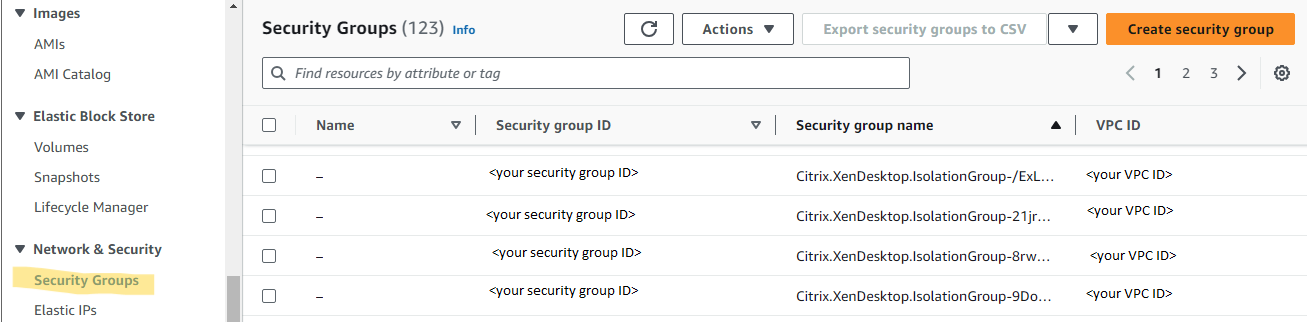 Images
AMIs
AMI Catalog
Elastic Block Store
Volumes
Snapshots
Lifecycle Manager
Network & Security
Security Groups
Elastic IPs
Security Groups (123) Info
Actions
Export security groups to CSV
Create security group
Find resources by attribute or tag
1 2 3
Name Security group ID Security group name VPC ID
– <your security group ID> Citrix.XenDesktop.IsolationGroup-/ExL... <your VPC ID>
– <your security group ID> Citrix.XenDesktop.IsolationGroup-21jr... <your VPC ID>
– <your security group ID> Citrix.XenDesktop.IsolationGroup-8rw... <your VPC ID>
– <your security group ID> Citrix.XenDesktop.IsolationGroup-9Do... <your VPC ID>